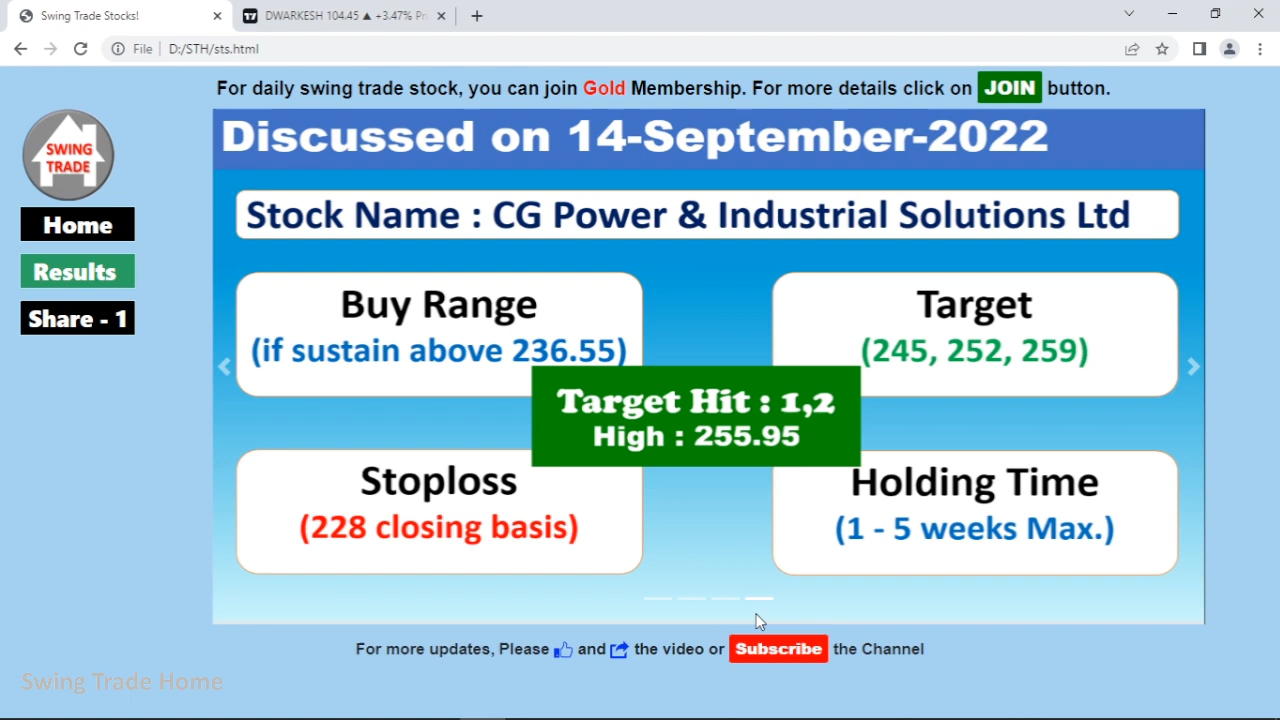 Swing Trade Stocks!
DWARKESH 104.45 ▲ +3.47%
File D:/STH/sts.html
For daily swing trade stock, you can join Gold Membership. For more details click on JOIN button.
SWING
TRADE
Home
Results
Share - 1
Discussed on 14-September-2022
Stock Name : CG Power & Industrial Solutions Ltd
Buy Range
(if sustain above 236.55)
Target
(245, 252, 259)
Target Hit : 1,2
High : 255.95
Stoploss
(228 closing basis)
Holding Time
(1 - 5 weeks Max.)
For more updates, Please and the video or Subscribe the Channel
Swing Trade Home